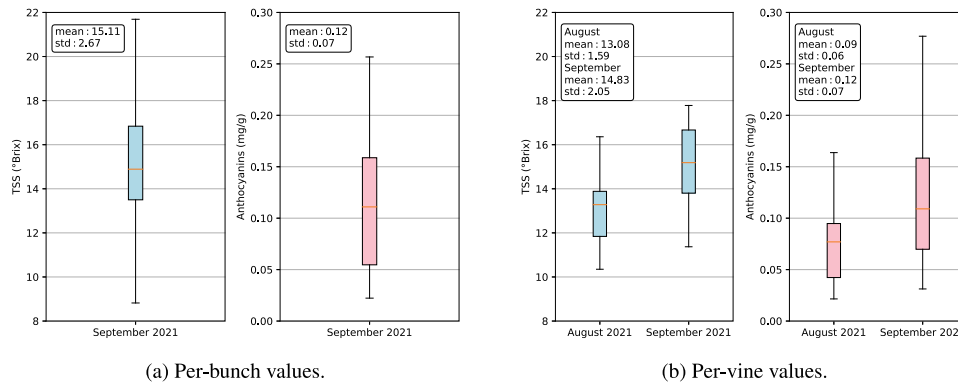 22
20
18
16
14
12
10
8
TSS (°Brix)
mean : 15.11
std : 2.67
September 2021
0.30
0.25
0.20
0.15
0.10
0.05
0.00
Anthocyanins (mg/g)
mean : 0.12
std : 0.07
September 2021
(a) Per-bunch values.
22
20
18
16
14
12
10
8
TSS (°Brix)
August
mean : 13.08
std : 1.59
September
mean : 14.83
std : 2.05
August 2021 September 2021
0.30
0.25
0.20
0.15
0.10
0.05
0.00
Anthocyanins (mg/g)
August
mean : 0.09
std : 0.06
September
mean : 0.12
std : 0.07
August 2021 September 202
(b) Per-vine values.